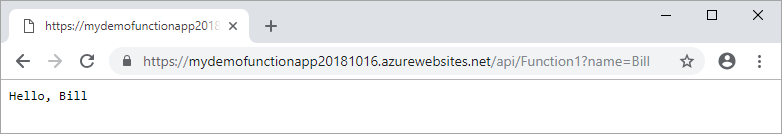 https://mydemofunctionapp2018
https://mydemofunctionapp20181016.azurewebsites.net/api/Function1?name=Bill
Hello, Bill